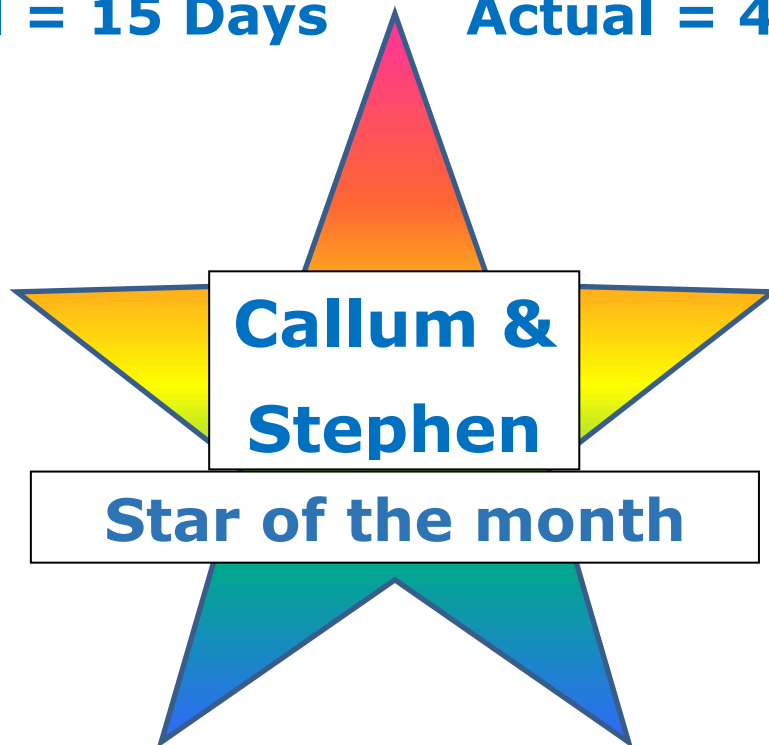 = 15 Days Actual = 4
Callum &
Stephen
Star of the month